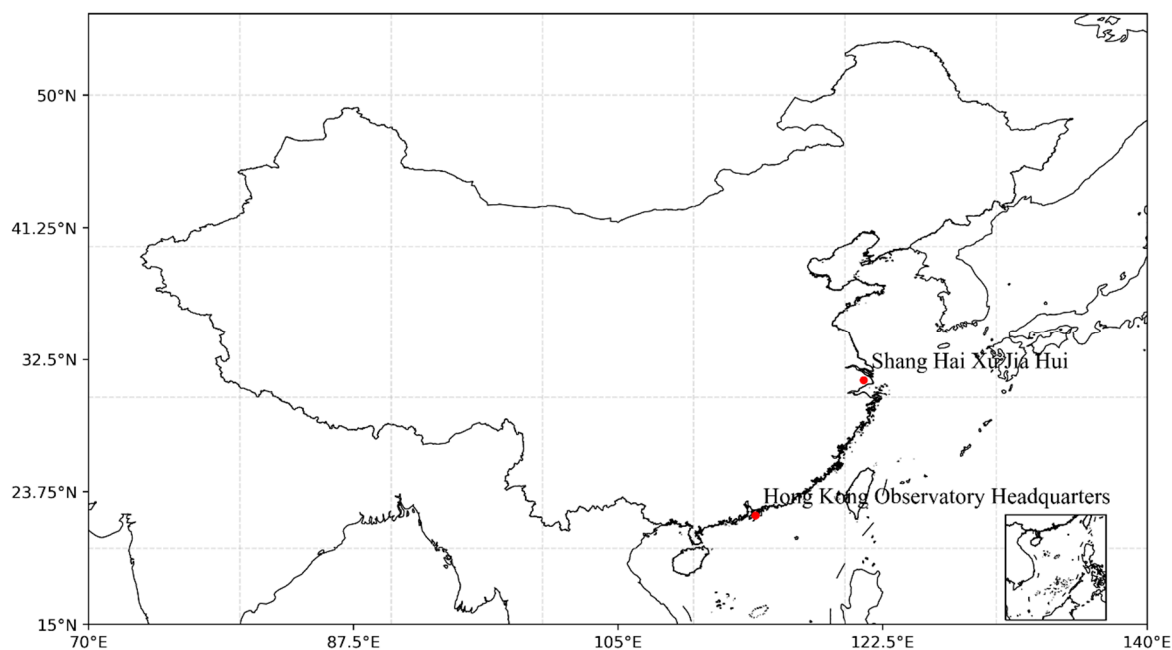 50°N
41.25°N
32.5°N
Shang Hai Xu Jia Hui
23.75°N
Hong Kong Observatory Headquarters
15°N
70°E
87.5°E
105°E
122.5°E
140°E